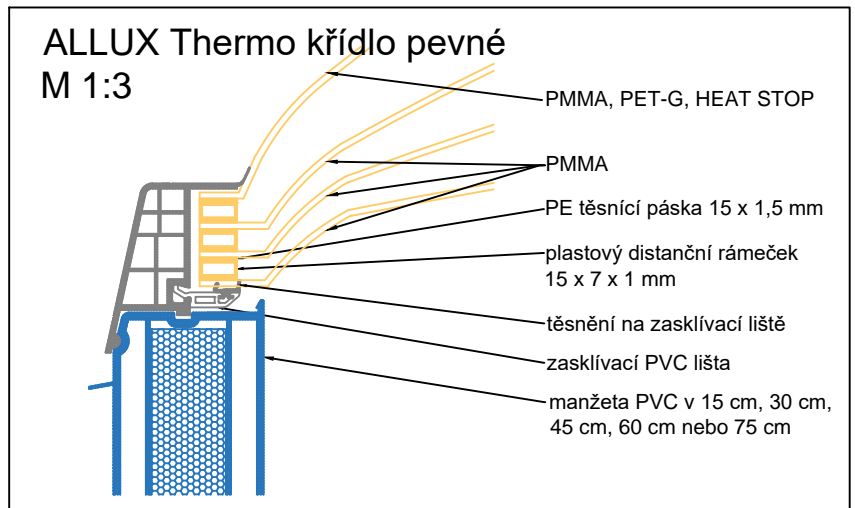 ALLUX Thermo křídlo pevné
M 1:3
PMMA, PET-G, HEAT STOP
PMMA
PE těsnící páska 15 x 1,5 mm
plastový distanční rámeček
15 x 7 x 1 mm
těsnění na zasklívací liště
zasklívací PVC lišta
manžeta PVC v 15 cm, 30 cm,
45 cm, 60 cm nebo 75 cm